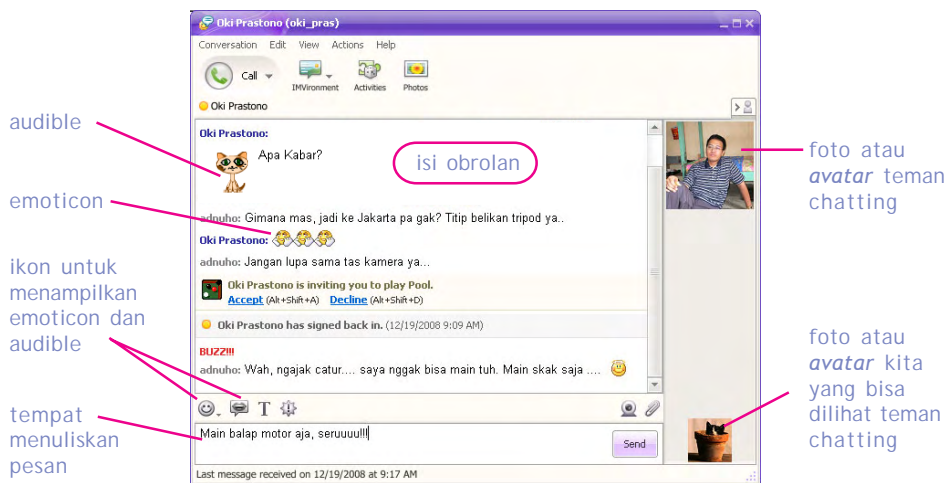 Oki Prastono (oki_pras)
Conversation Edit View Actions Help
Call
IMVironment Activities Photos
Oki Prastono
Oki Prastono:
Apa Kabar?
isi obrolan
adnuho: Gimana mas, jadi ke Jakarta pa gak? Titip belikan tripod ya..
Oki Prastono:
adnuho: Jangan lupa sama tas kamera ya...
Oki Prastono is inviting you to play Pool.
Accept (Alt+Shift+A) Decline (Alt+Shift+D)
Oki Prastono has signed back in. (12/19/2008 9:09 AM)
BUZZ!!!
adnuho: Wah, ngajak catur.... saya nggak bisa main tuh. Main skak saja ....
T
Main balap motor aja, seruuuu!!!
Send
Last message received on 12/19/2008 at 9:17 AM
audible
emoticon
ikon untuk
menampilkan
emoticon dan
audible
tempat
menuliskan
pesan
foto atau
avatar teman
chatting
foto atau
avatar kita
yang bisa
dilihat teman
chatting